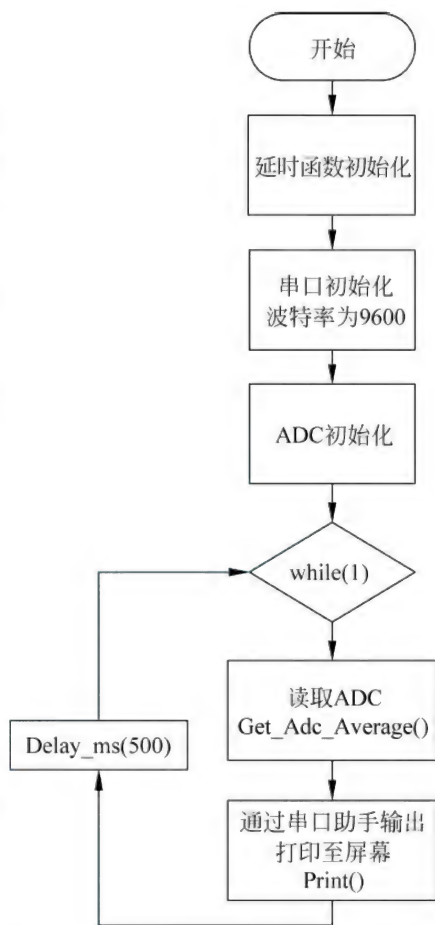 开始
延时函数初始化
串口初始化
波特率为9600
ADC初始化
while(1)
读取ADC
Get_Adc_Average()
Delay_ms(500)
通过串口助手输出
打印至屏幕
Print()